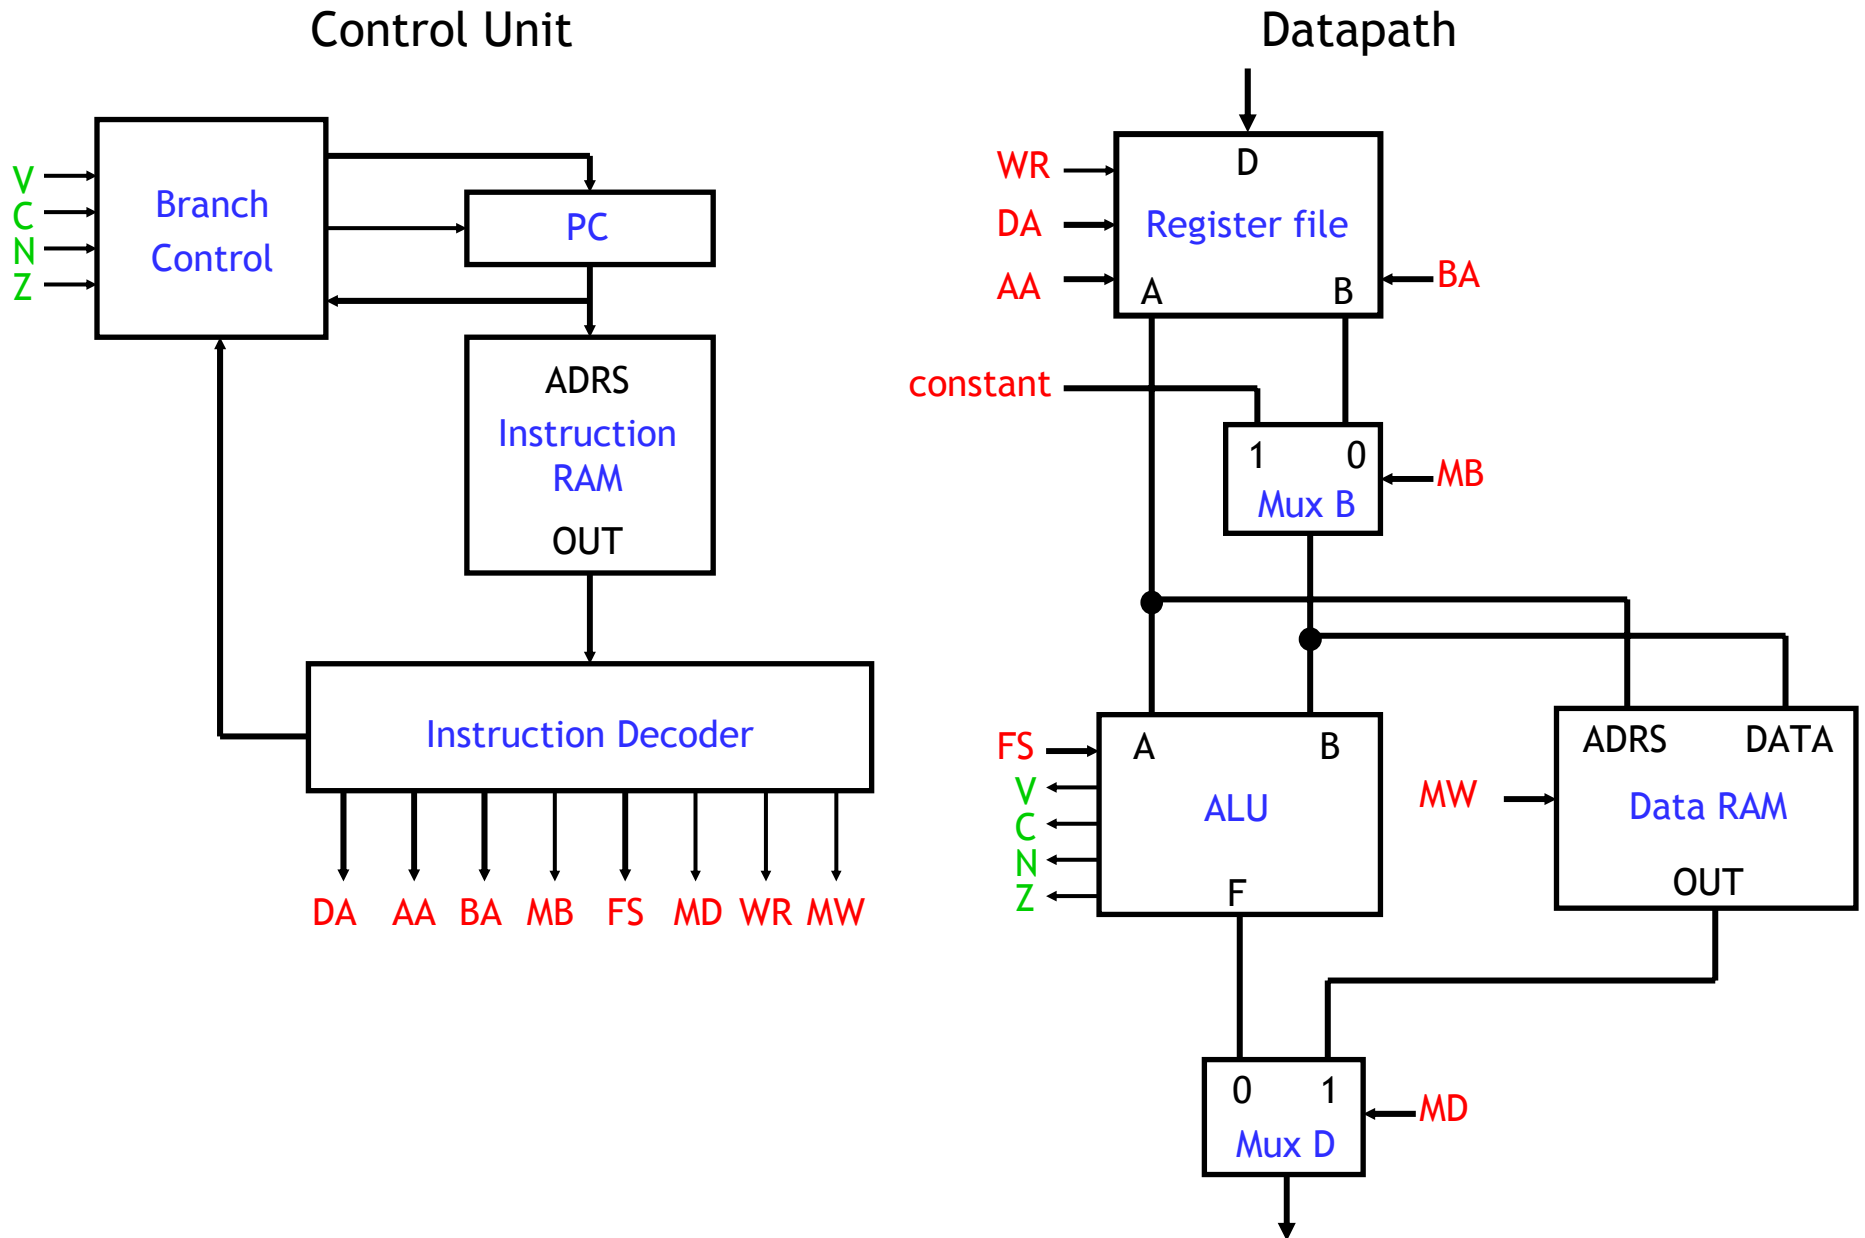 Control Unit
V
C
N
Z
Branch
Control
PC
ADRS
Instruction
RAM
OUT
Instruction Decoder
DA AA BA MB FS MD WR MW
Datapath
WR
DA
AA
D
Register file
A B
BA
constant
1 0
Mux B
MB
FS
V
C
N
Z
A B
ALU
F
MW
ADRS DATA
Data RAM
OUT
0 1
Mux D
MD